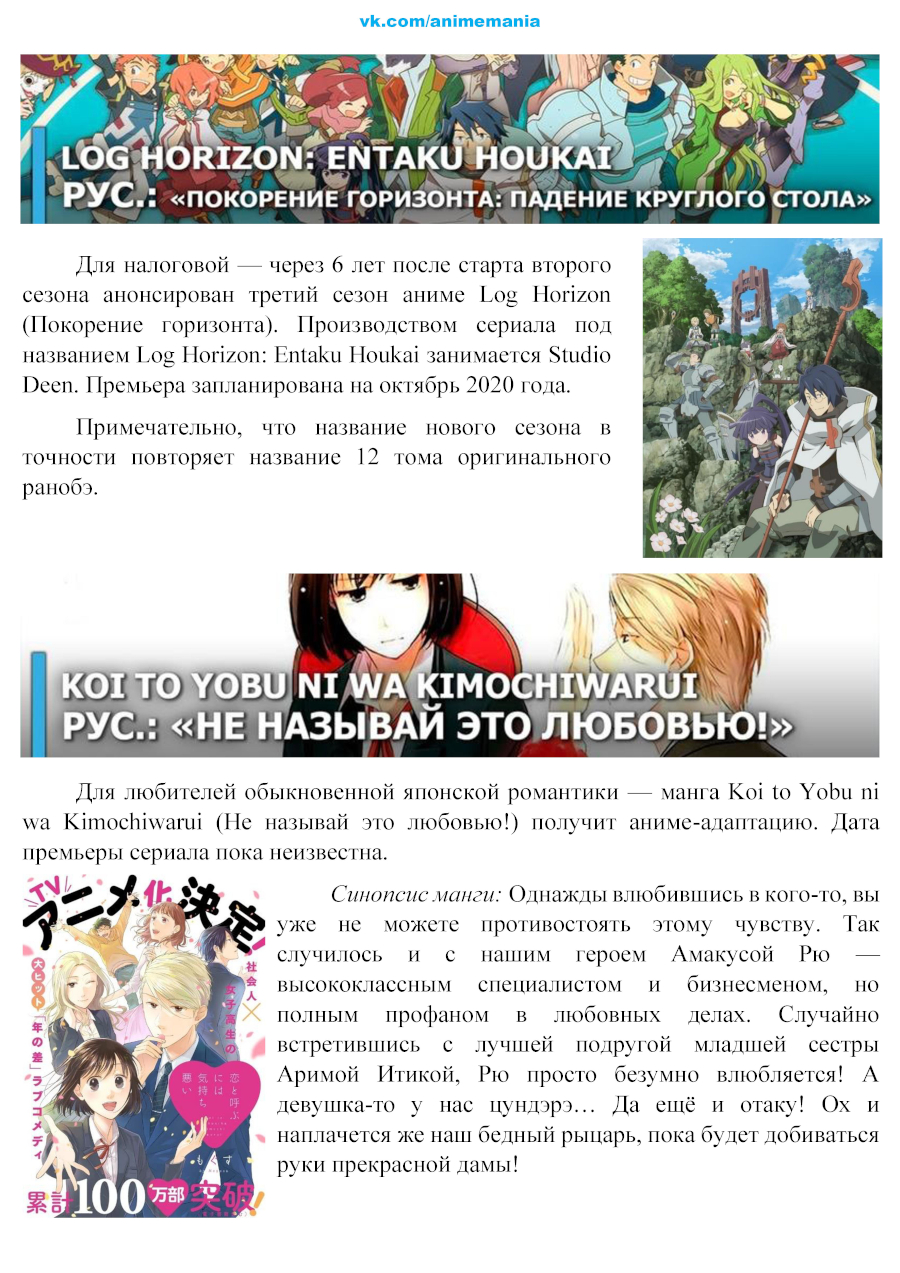 vk.com/animemania
LOG HORIZON: ENTAKU HOUKAI
РУС.: «ПОКОРЕНИЕ ГОРИЗОНТА: ПАДЕНИЕ КРУГЛОГО СТОЛА»
Для налоговой — через 6 лет после старта второго
сезона анонсирован третий сезон аниме Log Horizon
(Покорение горизонта). Производством сериала под
названием Log Horizon: Entaku Houkai занимается Studio
Deen. Премьера запланирована на октябрь 2020 года.
Примечательно, что название нового сезона в
точности повторяет название 12 тома оригинального
ранобэ.
KOI TO YOBU NI WA KIMOCHIWARUI
РУС.: «НЕ НАЗЫВАЙ ЭТО ЛЮБОВЬЮ!»
Для любителей обыкновенной японской романтики — манга Koi to Yobu ni
wa Kimochiwarui (Не называй это любовью!) получит аниме-адаптацию. Дата
премьеры сериала пока неизвестна.
TVアニメ化決定!
社会人×
女子高生の
大ヒット「年の差」ラブコメディ
恋と呼ぶ
には
気持ち
悪い
もぐす
累計100万部突破!
Синопсис манги: Однажды влюбившись в кого-то, вы
уже не можете противостоять этому чувству. Так
случилось и с нашим героем Амакусой Рю —
высококлассным специалистом и бизнесменом, но
полным профаном в любовных делах. Случайно
встретившись с лучшей подругой младшей сестры
Аримой Итикой, Рю просто безумно влюбляется! А
девушка-то у нас цундэрэ… Да ещё и отаку! Ох и
наплачется же наш бедный рыцарь, пока будет добиваться
руки прекрасной дамы!